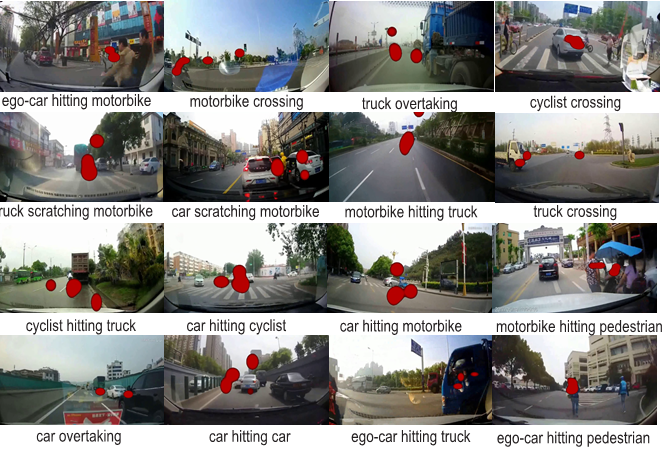 ego-car hitting motorbike
motorbike crossing
truck overtaking
cyclist crossing
ruck scratching motorbike
car scratching motorbike
motorbike hitting truck
truck crossing
cyclist hitting truck
car hitting cyclist
car hitting motorbike
motorbike hitting pedestrian
car overtaking
car hitting car
ego-car hitting truck
ego-car hitting pedestrian